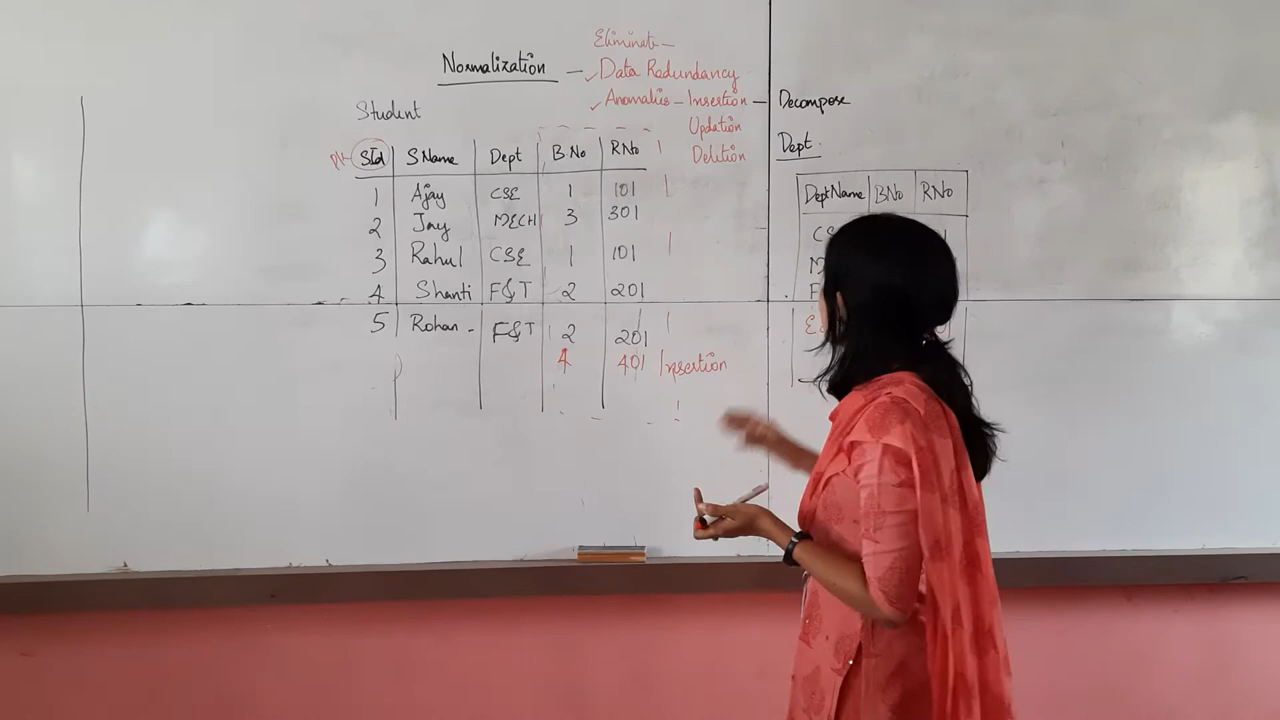 Eliminate
Normalization — Data Redundancy
Anomalies - Insertion - Decompose
Updation
Deletion
Student
Dept.
PK SId SName Dept B.No RNo
1 Ajay CSE 1 101
2 Jay MECH 3 301
3 Rahul CSE 1 101
4 Shanti F&T 2 201
5 Rohan - F&T 2 201
4 401 Insertion
DeptName BNo RNo